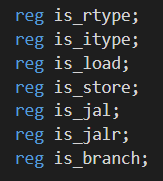 reg is_rtype;
reg is_itype;
reg is_load;
reg is_store;
reg is_jal;
reg is_jalr;
reg is_branch;